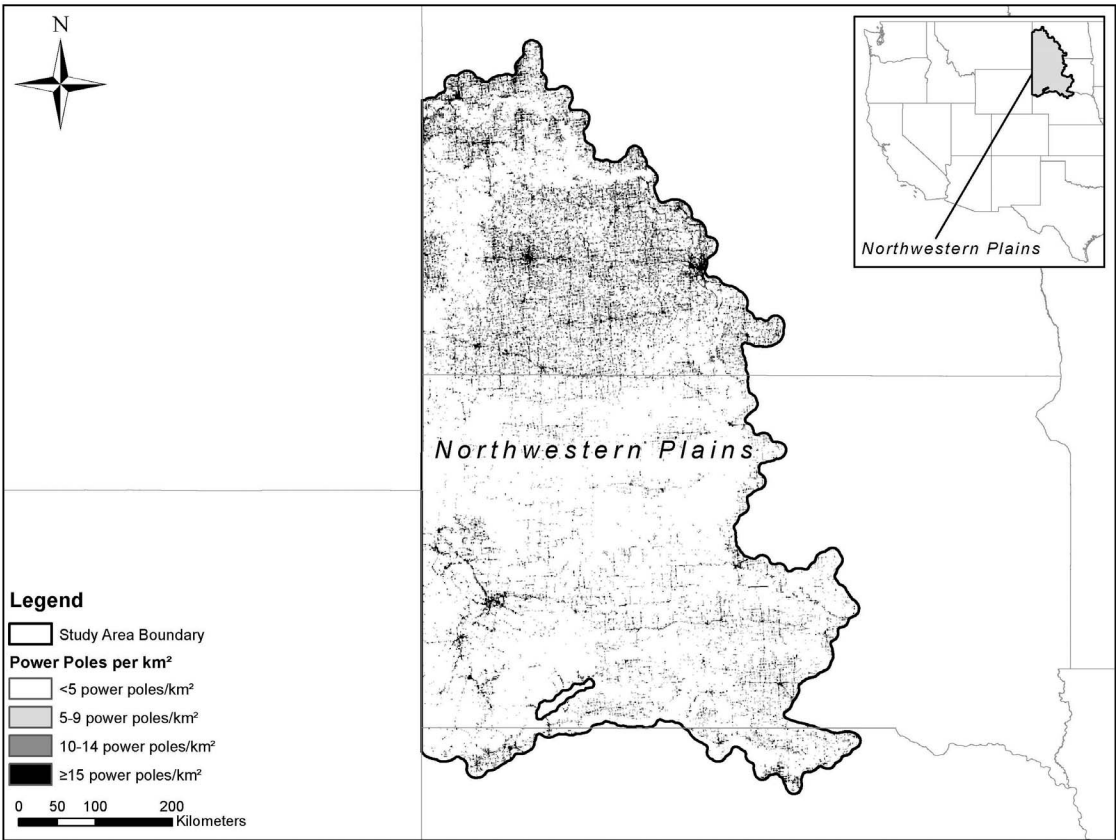 N
Northwestern Plains
Northwestern Plains
Legend
Study Area Boundary
Power Poles per km²
<5 power poles/km²
5-9 power poles/km²
10-14 power poles/km²
≥15 power poles/km²
0 50 100 200
Kilometers